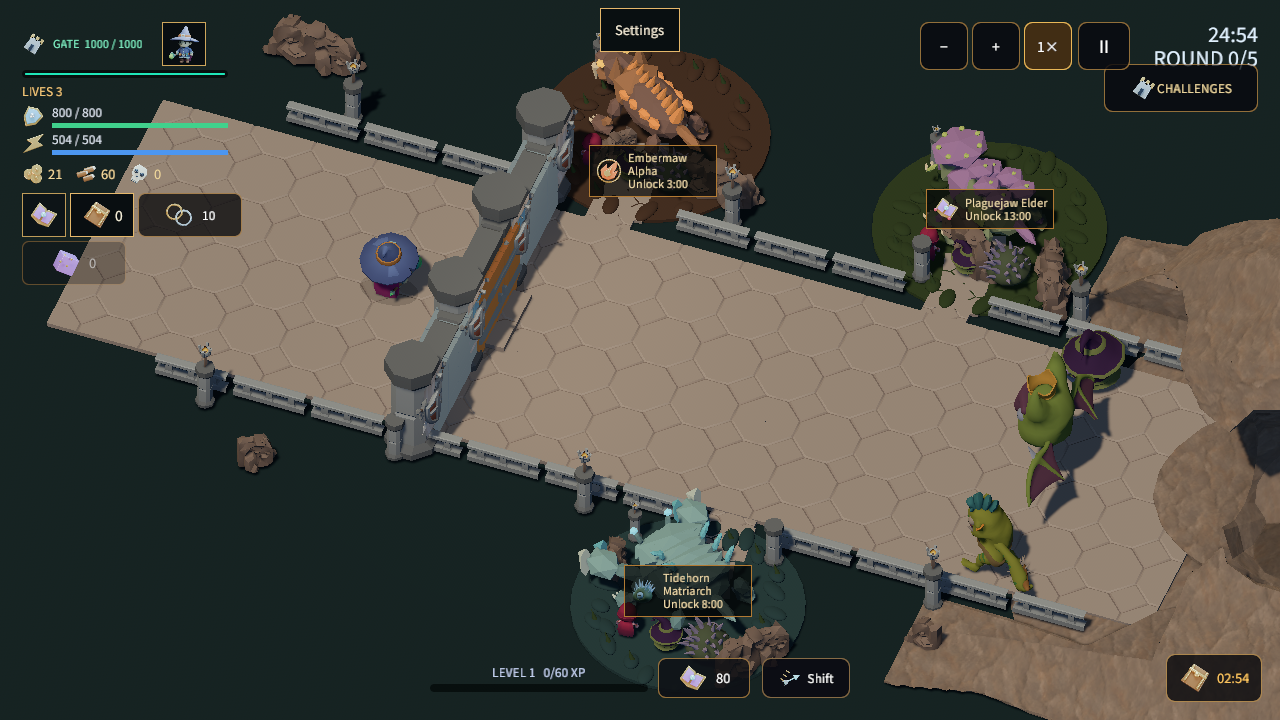 Settings
GATE 1000 / 1000
− + 1× II
24:54
ROUND 0/5
CHALLENGES
LIVES 3
800 / 800
504 / 504
21 60 0
0 10
0
Embermaw
Alpha
Unlock 3:00
Plaguejaw Elder
Unlock 13:00
Tidehorn
Matriarch
Unlock 8:00
LEVEL 1 0/60 XP
80
Shift
02:54